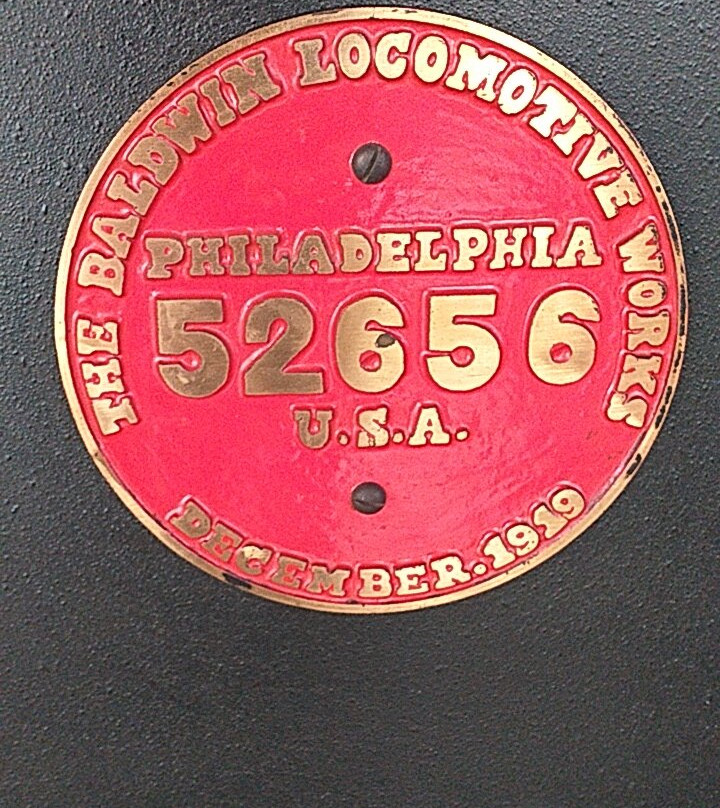 THE BALDWIN LOCOMOTIVE WORKS
PHILADELPHIA
52656
U.S.A.
DECEMBER.1919